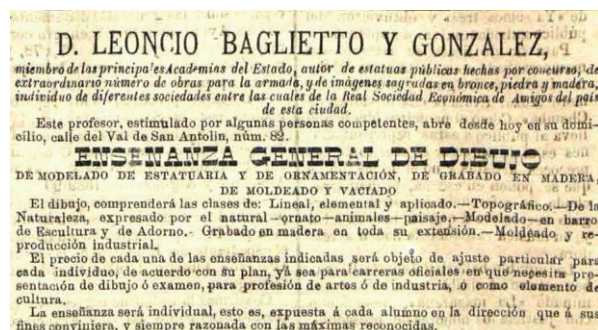 D. LEONCIO BAGLIETTO Y GONZALEZ,
miembro de las principales Academias del Estado, autor de estatuas públicas hechas por concurso, de
extraordinario número de obras para la armada, y de imágenes sagradas en bronce, piedra y madera,
individuo de diferentes sociedades entre las cuales de la Real Sociedad Económica de Amigos del pais
de esta ciudad.
Este profesor, estimulado por algunas personas competentes, abre desde hoy en su domi-
cilio, calle del Val de San Antolin, núm. 82.
ENSEÑANZA GENERAL DE DIBUJO
DE MODELADO DE ESTATUARIA Y DE ORNAMENTACIÓN, DE GRABADO EN MADERA,
DE MOLDEADO Y VACIADO
El dibujo, comprenderá las clases de: Lineal, elemental y aplicado.—Topográfico.—De la
Naturaleza, expresado por el natural—ornato—animales—paisaje,—Modelado—en barro
de Escultura y de Adorno.- Grabado en madera en toda su extensión.—Moldeado y re-
producción industrial.
El precio de cada una de las enseñanzas indicadas será objeto de ajuste particular para
cada individuo, de acuerdo con su plan, yá sea para carreras oficiales en que necesita pre-
sentación de dibujo ó examen, para profesión de artes ó de industria, ó como elemento de
cultura.
La enseñanza será individual, esto es, expuesta á cada alumno en la dirección que á sus
fines conviniera, y siempre razonada con las máximas reconocidas